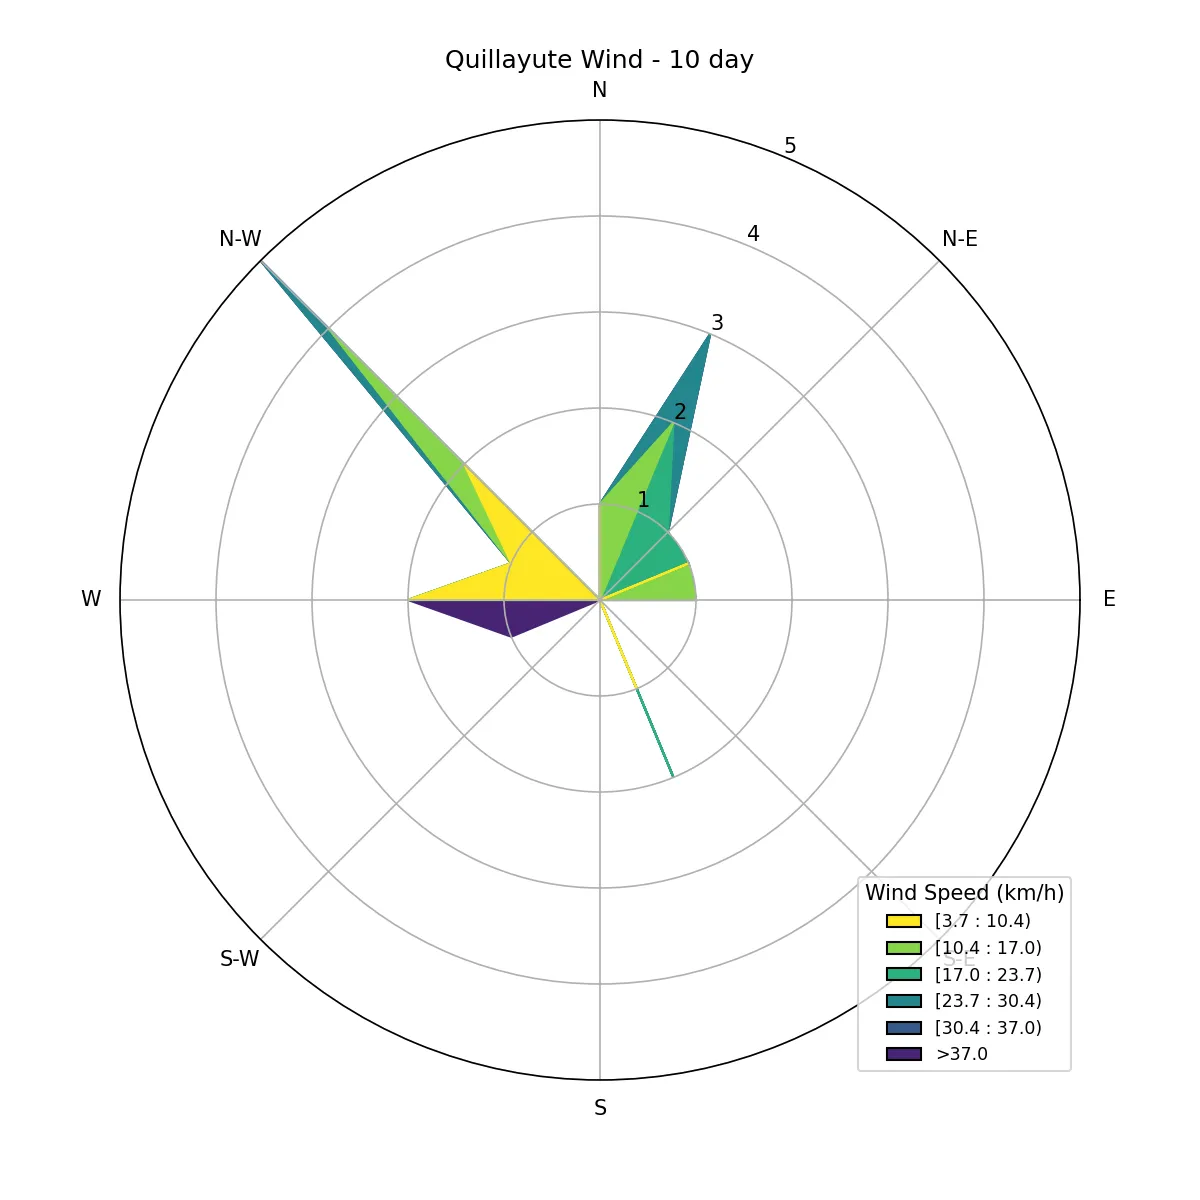 Quillayute Wind - 10 day
N
5
N-W
4
N-E
3
2
1
W
E
S-W
S-E
S
Wind Speed (km/h)
[3.7 : 10.4)
[10.4 : 17.0)
[17.0 : 23.7)
[23.7 : 30.4)
[30.4 : 37.0)
>37.0